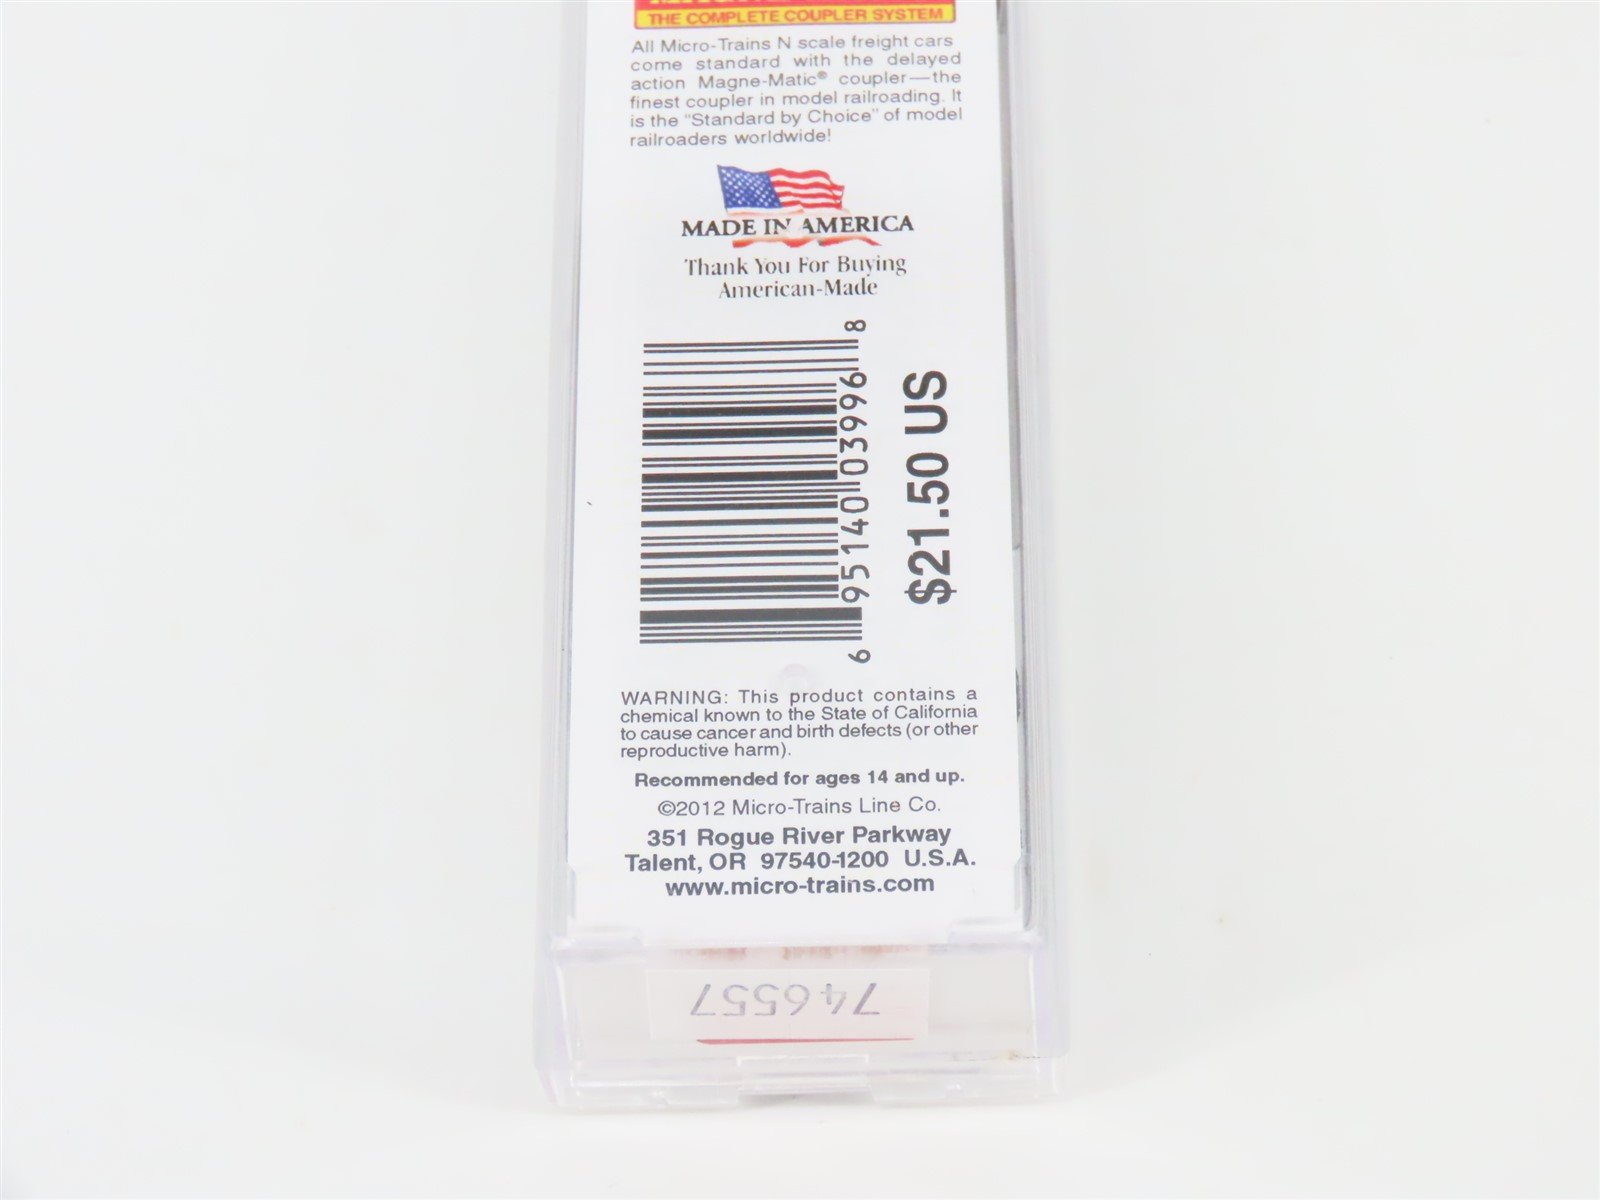 THE COMPLETE COUPLER SYSTEM
All Micro-Trains N scale freight cars
come standard with the delayed
action Magne-Matic® coupler—the
finest coupler in model railroading. It
is the "Standard by Choice" of model
railroaders worldwide!
MADE IN AMERICA
Thank You For Buying
American-Made
6 95140 03996 8
$21.50 US
WARNING: This product contains a
chemical known to the State of California
to cause cancer and birth defects (or other
reproductive harm).
Recommended for ages 14 and up.
©2012 Micro-Trains Line Co.
351 Rogue River Parkway
Talent, OR 97540-1200 U.S.A.
www.micro-trains.com
746557